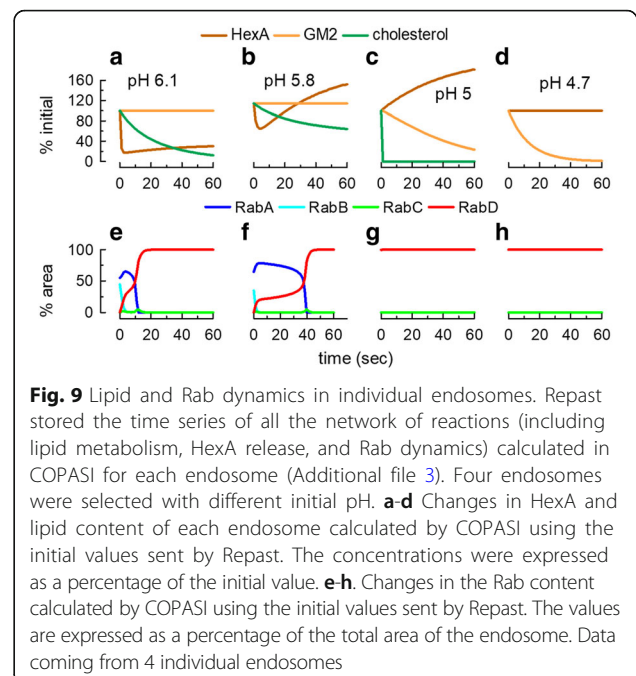 HexA GM2 cholesterol
a b c d
160
120
80
40
0
% initial
pH 6.1 pH 5.8 pH 5 pH 4.7
0 20 40 60 0 20 40 60 0 20 40 60 0 20 40 60
RabA RabB RabC RabD
e f g h
100
50
0
% area
0 20 40 60 0 20 40 60 0 20 40 60 0 20 40 60
time (sec)
Fig. 9 Lipid and Rab dynamics in individual endosomes. Repast
stored the time series of all the network of reactions (including
lipid metabolism, HexA release, and Rab dynamics) calculated in
COPASI for each endosome (Additional file 3). Four endosomes
were selected with different initial pH. a-d Changes in HexA and
lipid content of each endosome calculated by COPASI using the
initial values sent by Repast. The concentrations were expressed
as a percentage of the initial value. e-h. Changes in the Rab content
calculated by COPASI using the initial values sent by Repast. The values
are expressed as a percentage of the total area of the endosome. Data
coming from 4 individual endosomes